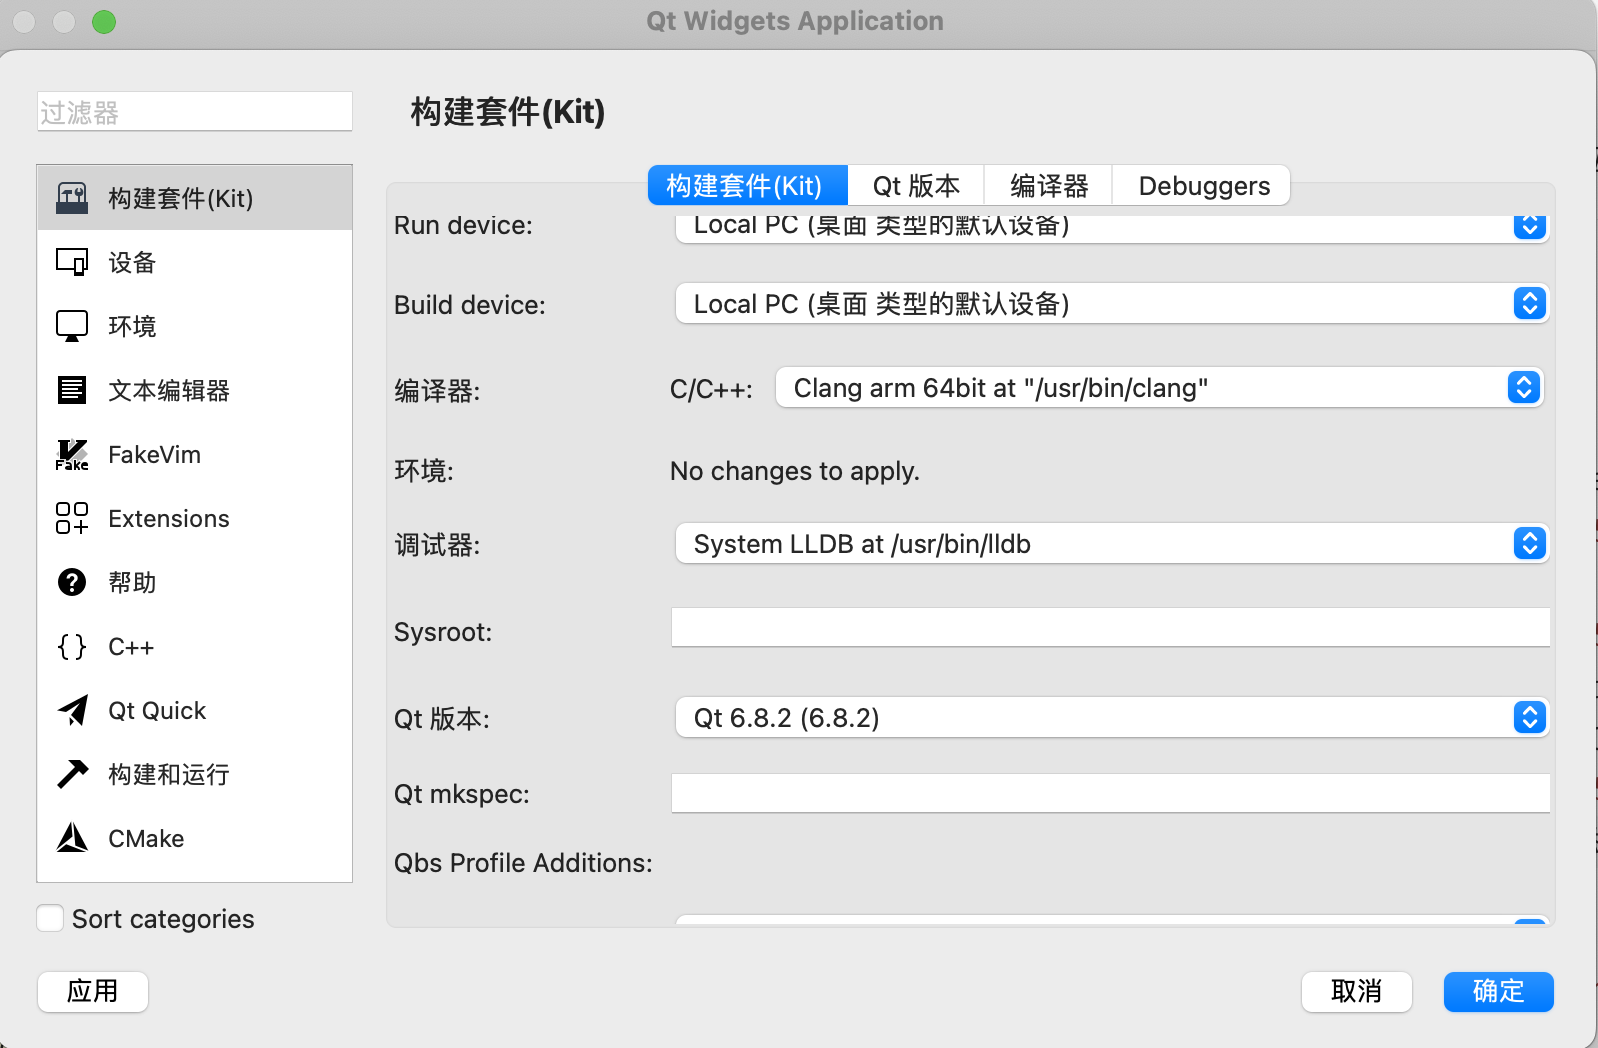 Qt Widgets Application
过滤器
构建套件(Kit)
设备
环境
文本编辑器
FakeVim
Extensions
帮助
C++
Qt Quick
构建和运行
CMake
Sort categories
应用
构建套件(Kit)
构建套件(Kit) Qt 版本 编译器 Debuggers
Run device: Local PC (桌面 类型的默认设备)
Build device: Local PC (桌面 类型的默认设备)
编译器: C/C++: Clang arm 64bit at "/usr/bin/clang"
环境: No changes to apply.
调试器: System LLDB at /usr/bin/lldb
Sysroot:
Qt 版本: Qt 6.8.2 (6.8.2)
Qt mkspec:
Qbs Profile Additions:
取消 确定